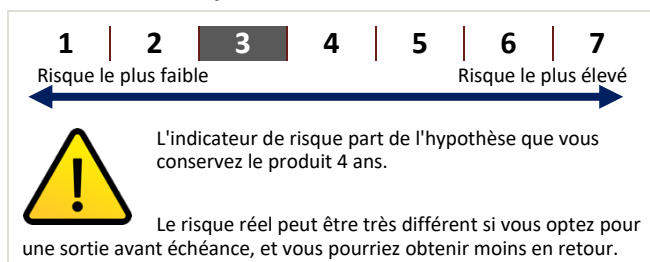 1 2 3 4 5 6 7
Risque le plus faible Risque le plus élevé
L'indicateur de risque part de l'hypothèse que vous
conservez le produit 4 ans.
Le risque réel peut être très différent si vous optez pour
une sortie avant échéance, et vous pourriez obtenir moins en retour.